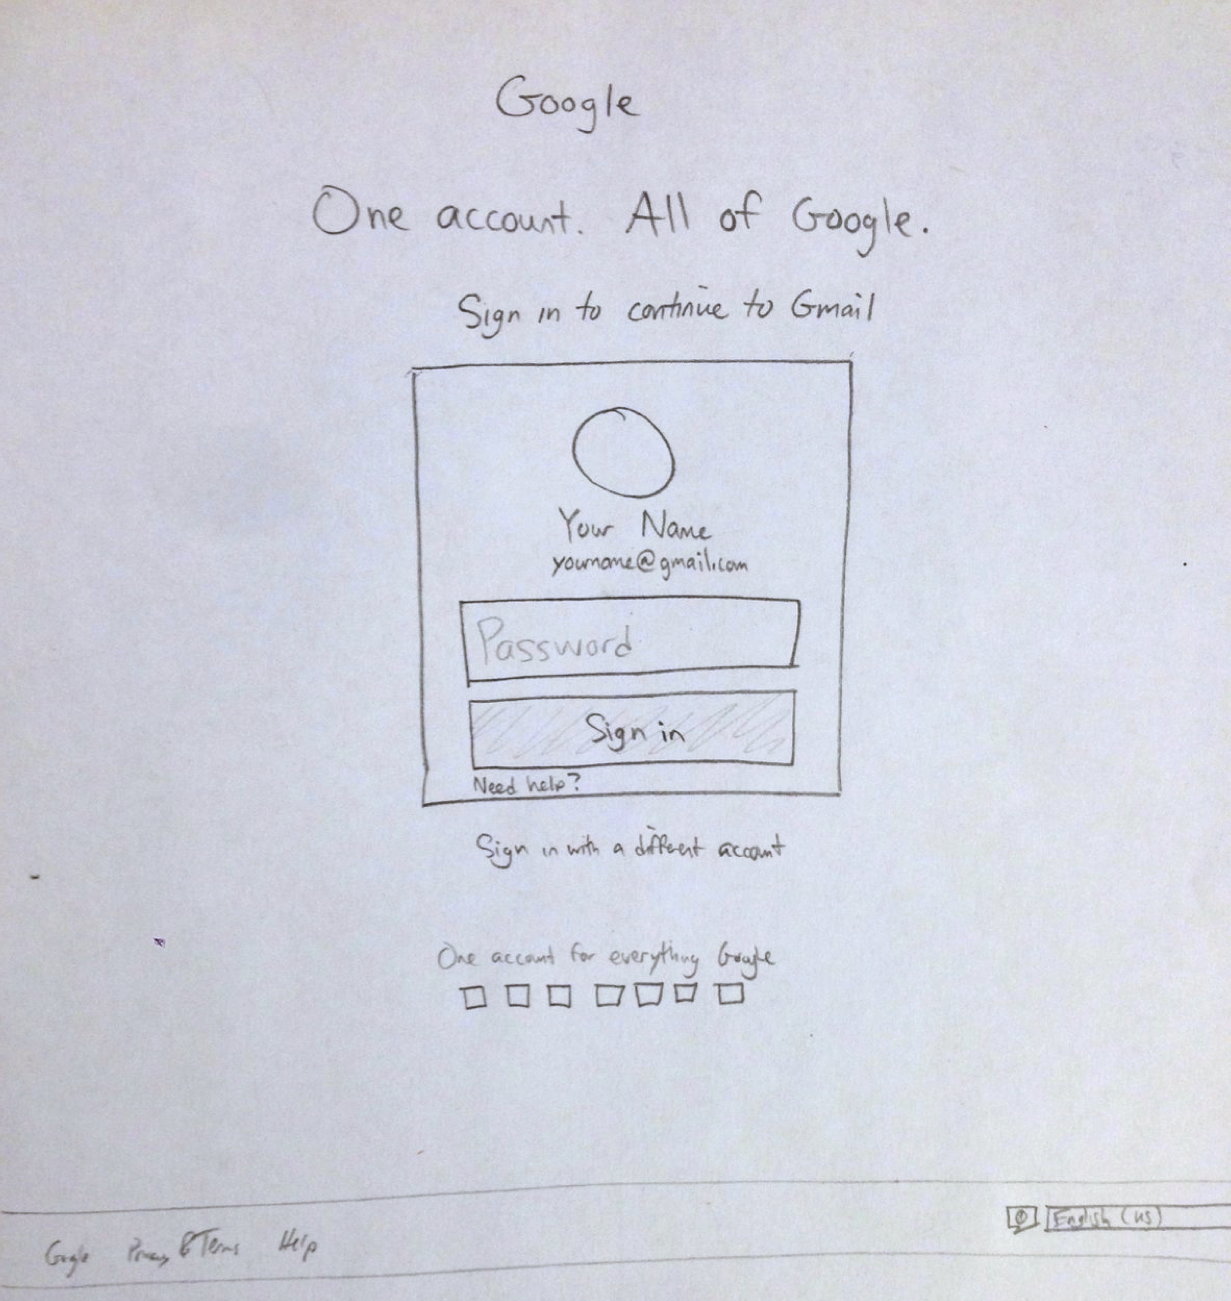 Google
One account. All of Google.
Sign in to continue to Gmail
Your Name
yourname@gmail.com
Password
Sign in
Need help?
Sign in with a different account
One account for everything Google
English (US)
Google Privacy & Terms Help